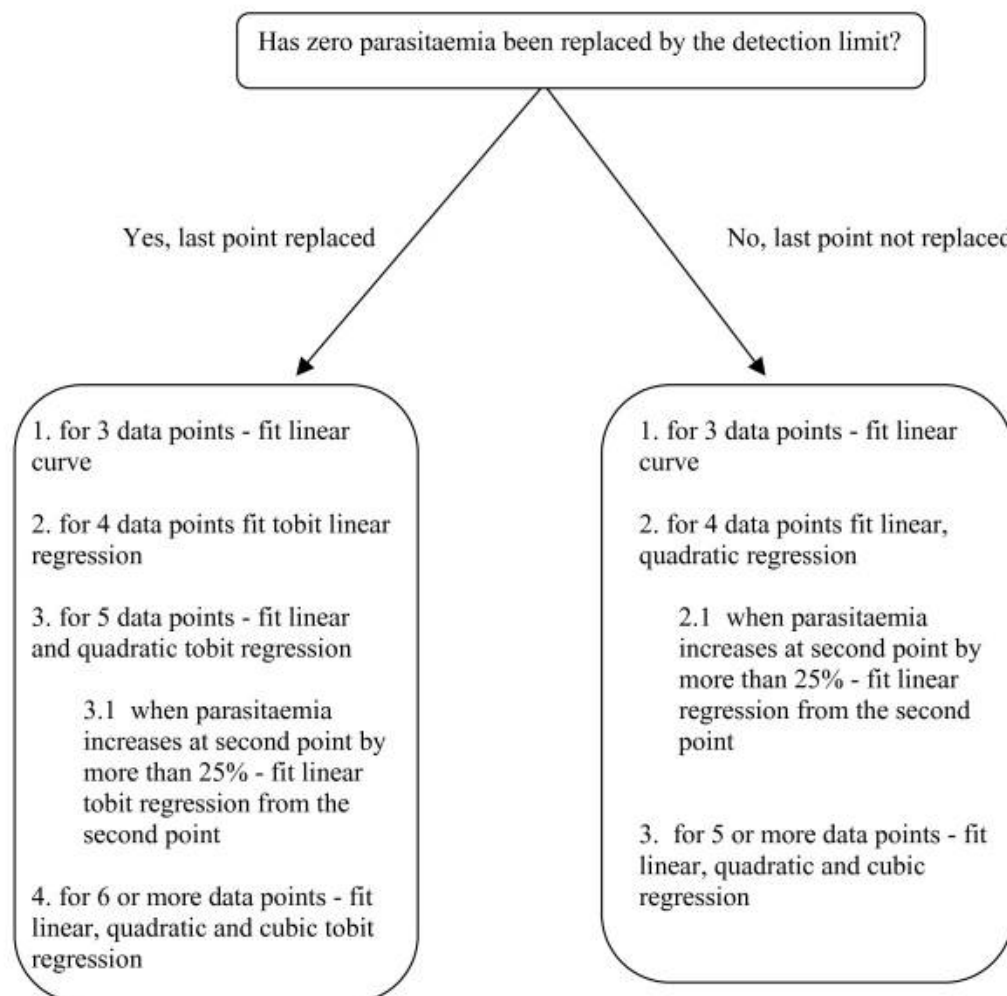 Has zero parasitaemia been replaced by the detection limit?
Yes, last point replaced
No, last point not replaced
1. for 3 data points - fit linear
curve
2. for 4 data points fit tobit linear
regression
3. for 5 data points - fit linear
and quadratic tobit regression
3.1 when parasitaemia
increases at second point by
more than 25% - fit linear
tobit regression from the
second point
4. for 6 or more data points - fit
linear, quadratic and cubic tobit
regression
1. for 3 data points - fit linear
curve
2. for 4 data points fit linear,
quadratic regression
2.1 when parasitaemia
increases at second point by
more than 25% - fit linear
regression from the second
point
3. for 5 or more data points - fit
linear, quadratic and cubic
regression